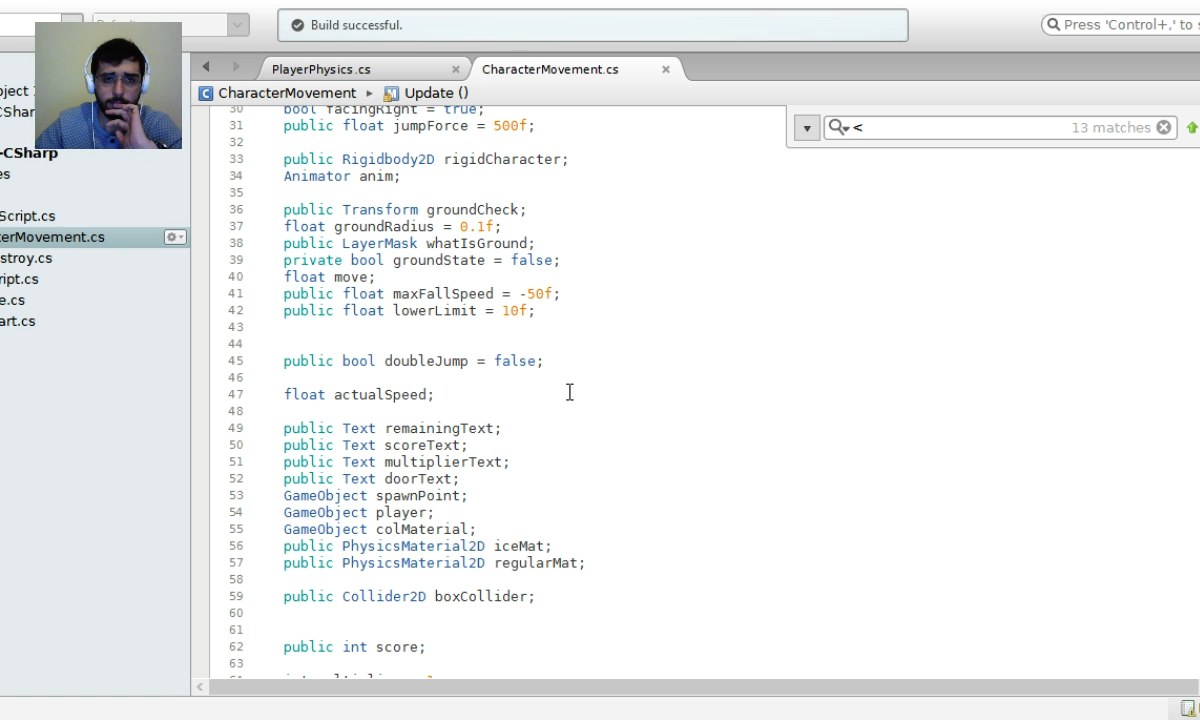 Build successful.
Press 'Control+,' to
PlayerPhysics.cs
CharacterMovement.cs
CharacterMovement
Update ()
<
13 matches
-CSharp
Script.cs
terMovement.cs
stroy.cs
ript.cs
e.cs
art.cs
30 bool facingRight = true;
31 public float jumpForce = 500f;
32
33 public Rigidbody2D rigidCharacter;
34 Animator anim;
35
36 public Transform groundCheck;
37 float groundRadius = 0.1f;
38 public LayerMask whatIsGround;
39 private bool groundState = false;
40 float move;
41 public float maxFallSpeed = -50f;
42 public float lowerLimit = 10f;
43
44
45 public bool doubleJump = false;
46
47 float actualSpeed;
48
49 public Text remainingText;
50 public Text scoreText;
51 public Text multiplierText;
52 public Text doorText;
53 GameObject spawnPoint;
54 GameObject player;
55 GameObject colMaterial;
56 public PhysicsMaterial2D iceMat;
57 public PhysicsMaterial2D regularMat;
58
59 public Collider2D boxCollider;
60
61
62 public int score;
63